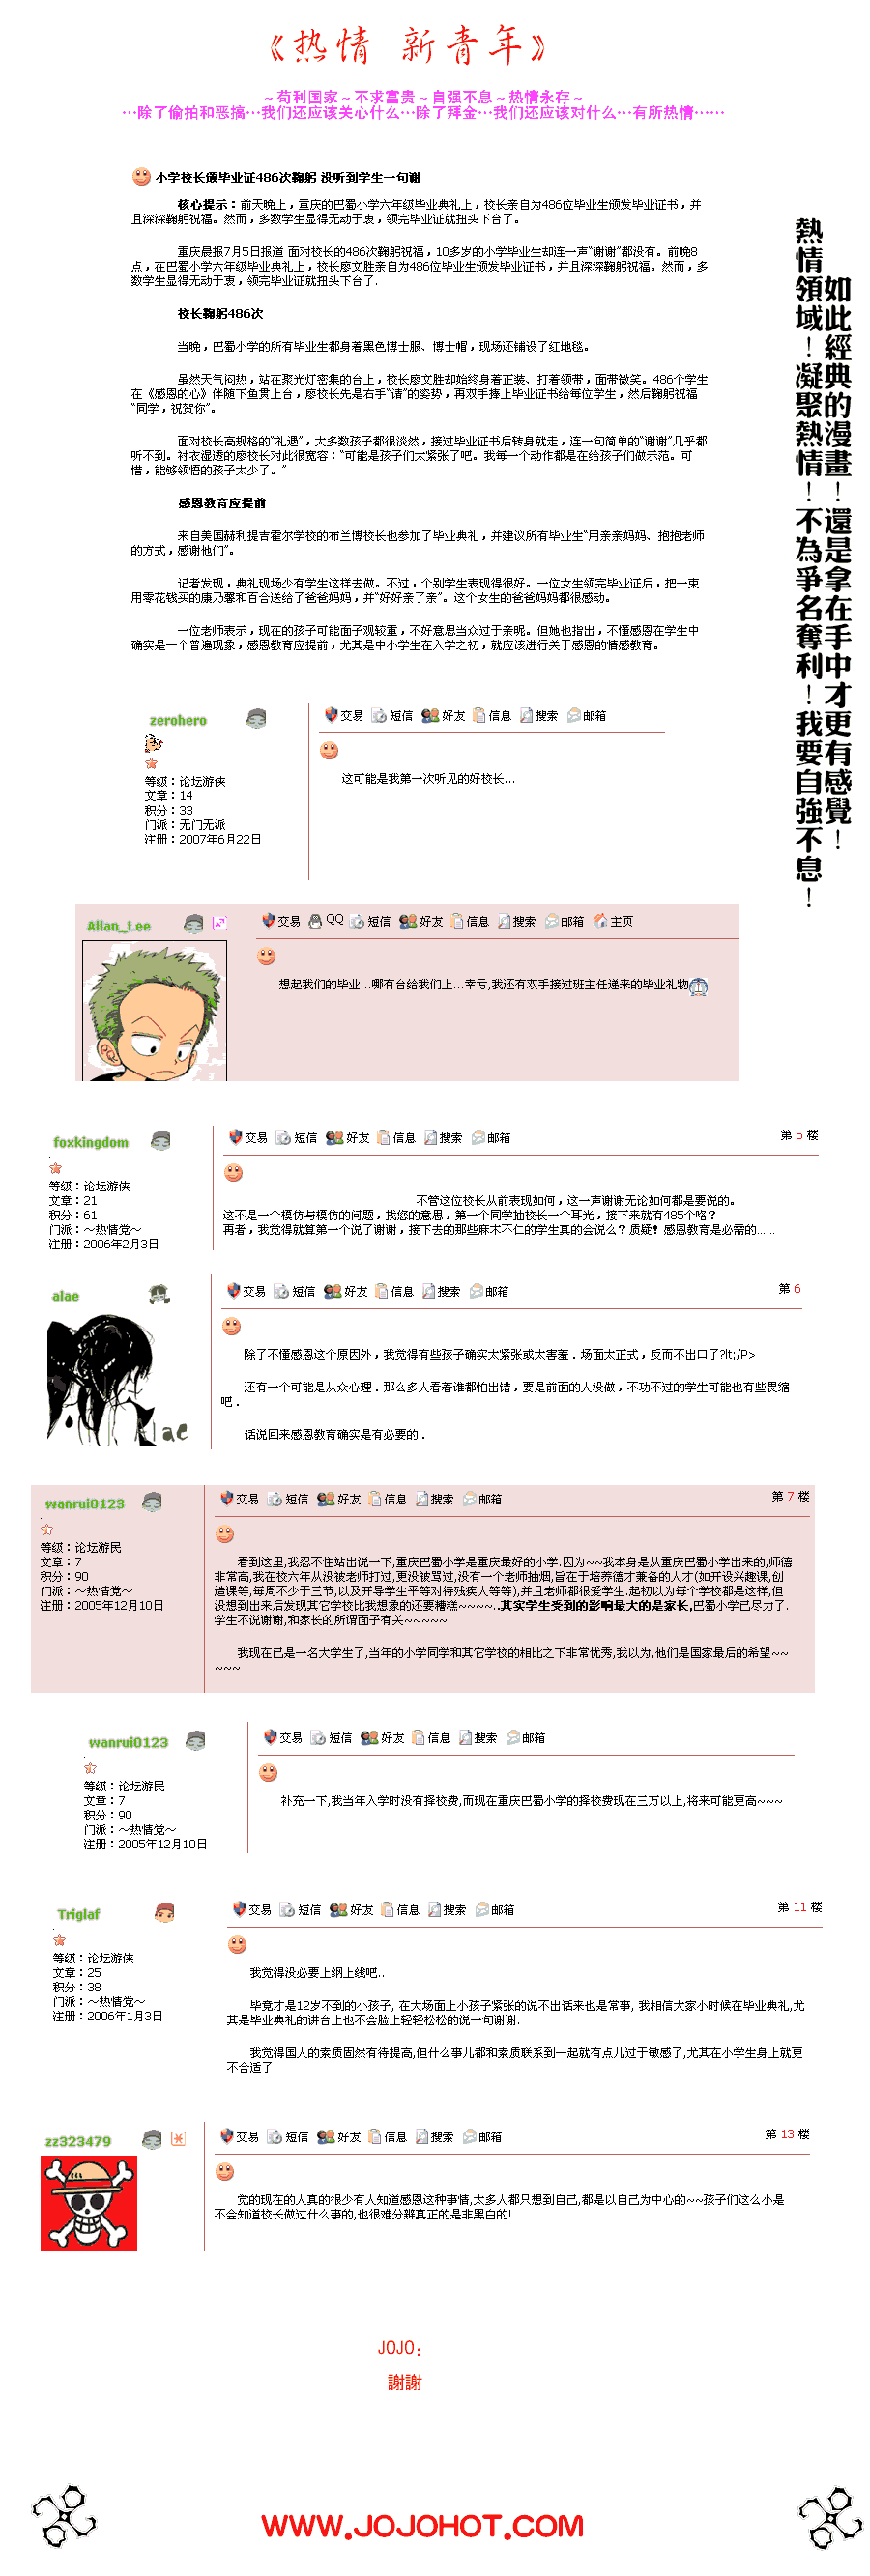 《热情 新青年》
～苟利国家～不求富贵～自强不息～热情永存～
…除了偷拍和恶搞…我们还应该关心什么…除了拜金…我们还应该对什么…有所热情……
小学校长颁毕业证486次鞠躬 没听到学生一句谢
核心提示：前天晚上，重庆的巴蜀小学六年级毕业典礼上，校长亲自为486位毕业生颁发毕业证书，并
且深深鞠躬祝福。然而，多数学生显得无动于衷，领完毕业证就扭头下台了。
重庆晨报7月5日报道 面对校长的486次鞠躬祝福，10多岁的小学毕业生却连一声“谢谢”都没有。前晚8
点，在巴蜀小学六年级毕业典礼上，校长廖文胜亲自为486位毕业生颁发毕业证书，并且深深鞠躬祝福。然而，多
数学生显得无动于衷，领完毕业证就扭头下台了.
校长鞠躬486次
当晚，巴蜀小学的所有毕业生都身着黑色博士服、博士帽，现场还铺设了红地毯。
虽然天气闷热，站在聚光灯密集的台上，校长廖文胜却始终身着正装、打着领带，面带微笑。486个学生
在《感恩的心》伴随下鱼贯上台，廖校长先是右手“请”的姿势，再双手捧上毕业证书给每位学生，然后鞠躬祝福
“同学，祝贺你”。
面对校长高规格的“礼遇”，大多数孩子都很淡然，接过毕业证书后转身就走，连一句简单的“谢谢”几乎都
听不到。衬衣湿透的廖校长对此很宽容：“可能是孩子们太紧张了吧。我每一个动作都是在给孩子们做示范。可
惜，能够领悟的孩子太少了。”
感恩教育应提前
来自美国赫利提吉霍尔学校的布兰博校长也参加了毕业典礼，并建议所有毕业生“用亲亲妈妈、抱抱老师
的方式，感谢他们”。
记者发现，典礼现场少有学生这样去做。不过，个别学生表现得很好。一位女生领完毕业证后，把一束
用零花钱买的康乃馨和百合送给了爸爸妈妈，并“好好亲了亲”。这个女生的爸爸妈妈都很感动。
一位老师表示，现在的孩子可能面子观较重，不好意思当众过于亲昵。但她也指出，不懂感恩在学生中
确实是一个普遍现象，感恩教育应提前，尤其是中小学生在入学之初，就应该进行关于感恩的情感教育。
如此經典的漫畫！還是拿在手中才更有感覺！
熱情領域！凝聚熱情！不為爭名奪利！我要自強不息！
zerohero
等级：论坛游侠
文章：14
积分：33
门派：无门无派
注册：2007年6月22日
交易 短信 好友 信息 搜索 邮箱
这可能是我第一次听见的好校长...
Allan_Lee
交易 QQ 短信 好友 信息 搜索 邮箱 主页
想起我们的毕业...哪有台给我们上...幸亏,我还有双手接过班主任递来的毕业礼物
foxkingdom
等级：论坛游侠
文章：21
积分：61
门派：～热情党～
注册：2006年2月3日
交易 短信 好友 信息 搜索 邮箱
第 5 楼
不管这位校长从前表现如何，这一声谢谢无论如何都是要说的。
这不是一个模仿与模仿的问题，找您的意思，第一个同学抽校长一个耳光，接下来就有485个咯？
再者，我觉得就算第一个说了谢谢，接下去的那些麻木不仁的学生真的会说么？质疑！感恩教育是必需的......
alae
交易 短信 好友 信息 搜索 邮箱
第 6
除了不懂感恩这个原因外，我觉得有些孩子确实太紧张或太害羞．场面太正式，反而不出口了?lt;/P>
还有一个可能是从众心理．那么多人看着谁都怕出错，要是前面的人没做，不功不过的学生可能也有些畏缩
吧．
话说回来感恩教育确实是有必要的．
alae
wanrui0123
等级：论坛游民
文章：7
积分：90
门派：～热情党～
注册：2005年12月10日
交易 短信 好友 信息 搜索 邮箱
第 7 楼
看到这里,我忍不住站出说一下,重庆巴蜀小学是重庆最好的小学.因为~~我本身是从重庆巴蜀小学出来的,师德
非常高,我在校六年从没被老师打过,更没被骂过,没有一个老师抽烟,旨在于培养德才兼备的人才(如开设兴趣课,创
造课等,每周不少于三节,以及开导学生平等对待残疾人等等),并且老师都很爱学生.起初以为每个学校都是这样,但
没想到出来后发现其它学校比我想象的还要糟糕~~~~..其实学生受到的影响最大的是家长,巴蜀小学已尽力了.
学生不说谢谢,和家长的所谓面子有关~~~~~
我现在已是一名大学生了,当年的小学同学和其它学校的相比之下非常忧秀,我以为,他们是国家最后的希望~~
~~~
wanrui0123
等级：论坛游民
文章：7
积分：90
门派：～热情党～
注册：2005年12月10日
交易 短信 好友 信息 搜索 邮箱
补充一下,我当年入学时没有择校费,而现在重庆巴蜀小学的择校费现在三万以上,将来可能更高~~~
Triglaf
等级：论坛游侠
文章：25
积分：38
门派：～热情党～
注册：2006年1月3日
交易 短信 好友 信息 搜索 邮箱
第 11 楼
我觉得没必要上纲上线吧..
毕竟才是12岁不到的小孩子, 在大场面上小孩子紧张的说不出话来也是常事, 我相信大家小时候在毕业典礼,尤
其是毕业典礼的讲台上也不会脸上轻轻松松的说一句谢谢.
我觉得国人的素质固然有待提高,但什么事儿都和素质联系到一起就有点儿过于敏感了,尤其在小学生身上就更
不合适了.
zz323479
交易 短信 好友 信息 搜索 邮箱
第 13 楼
觉的现在的人真的很少有人知道感恩这种事情,太多人都只想到自己,都是以自己为中心的~~孩子们这么小是
不会知道校长做过什么事的,也很难分辨真正的是非黑白的!
JOJO：
謝謝
WWW.JOJOHOT.COM